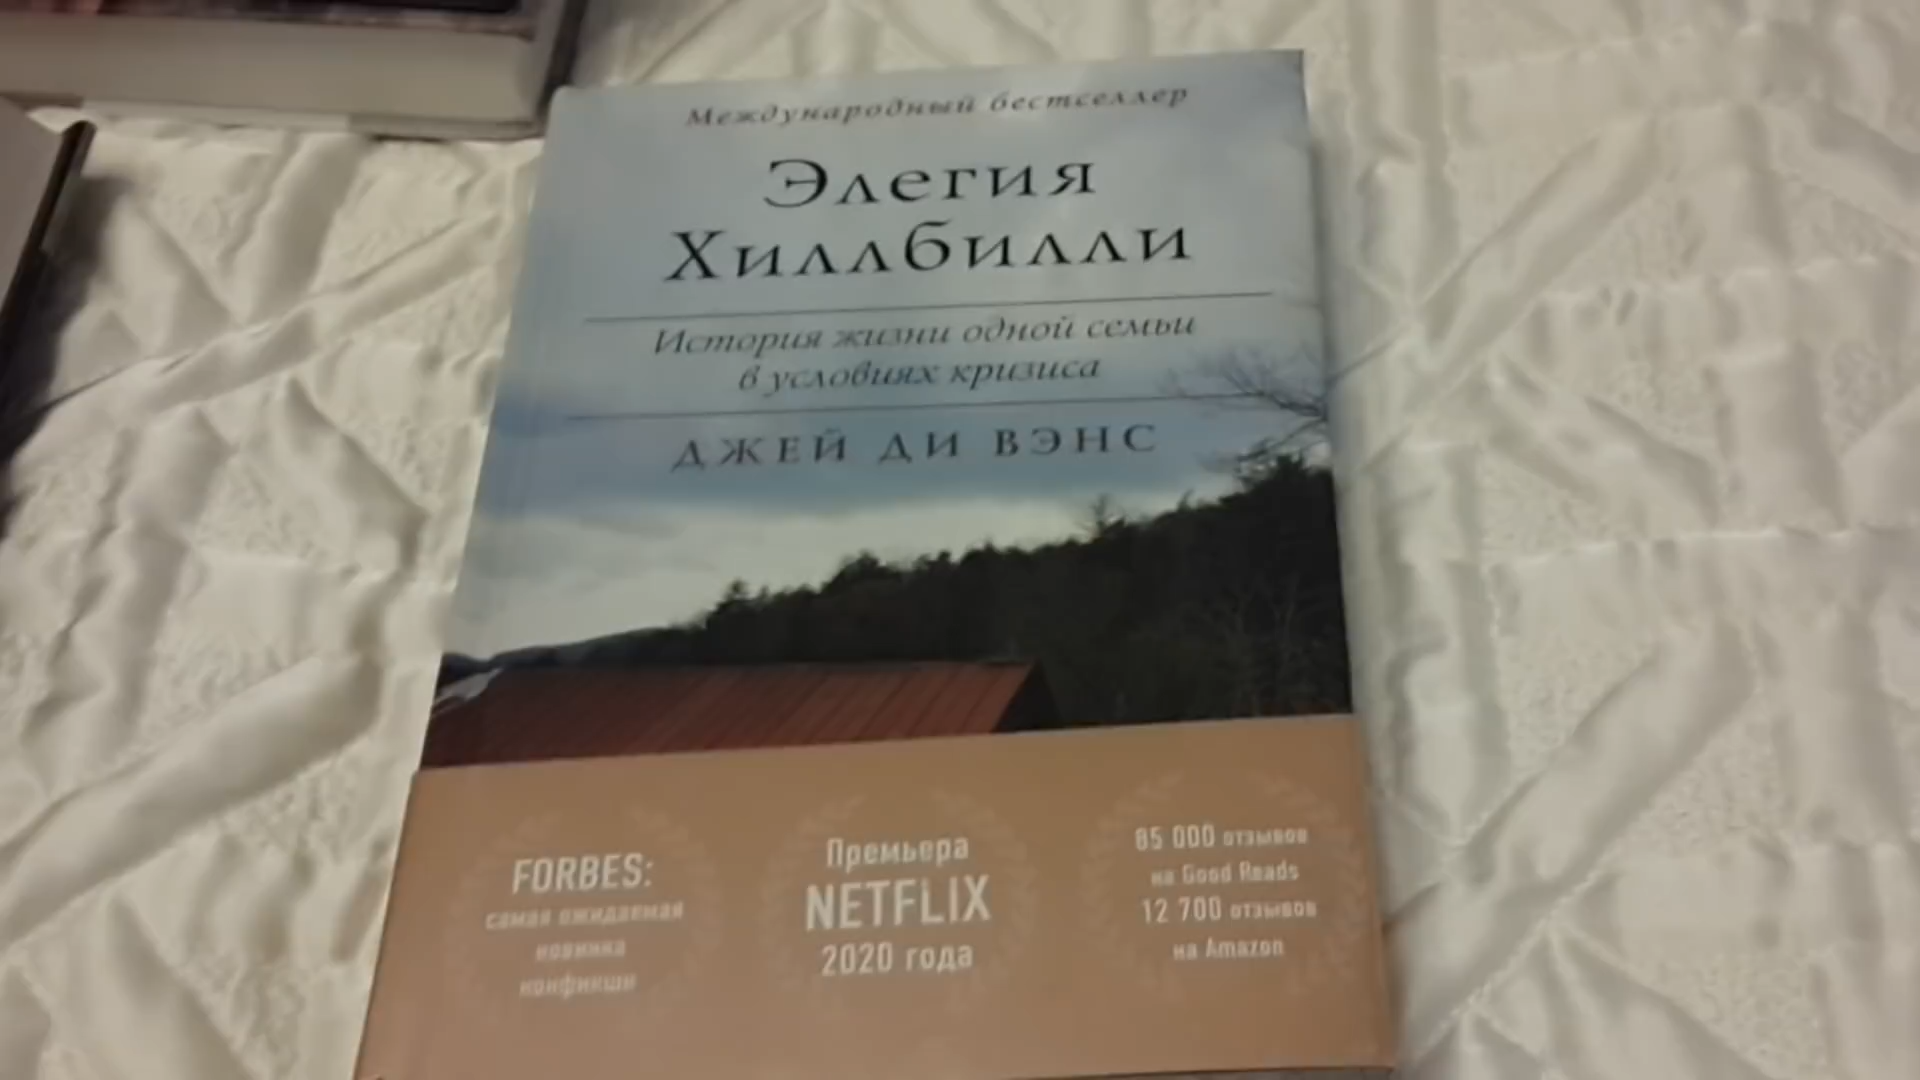 Международный бестселлер
Элегия
Хиллбилли
История жизни одной семьи
в условиях кризиса
ДЖЕЙ ДИ ВЭНС
FORBES:
самая ожидаемая
новинка
нонфикшн
Премьера
NETFLIX
2020 года
85 000 отзывов
на Good Reads
12 700 отзывов
на Amazon